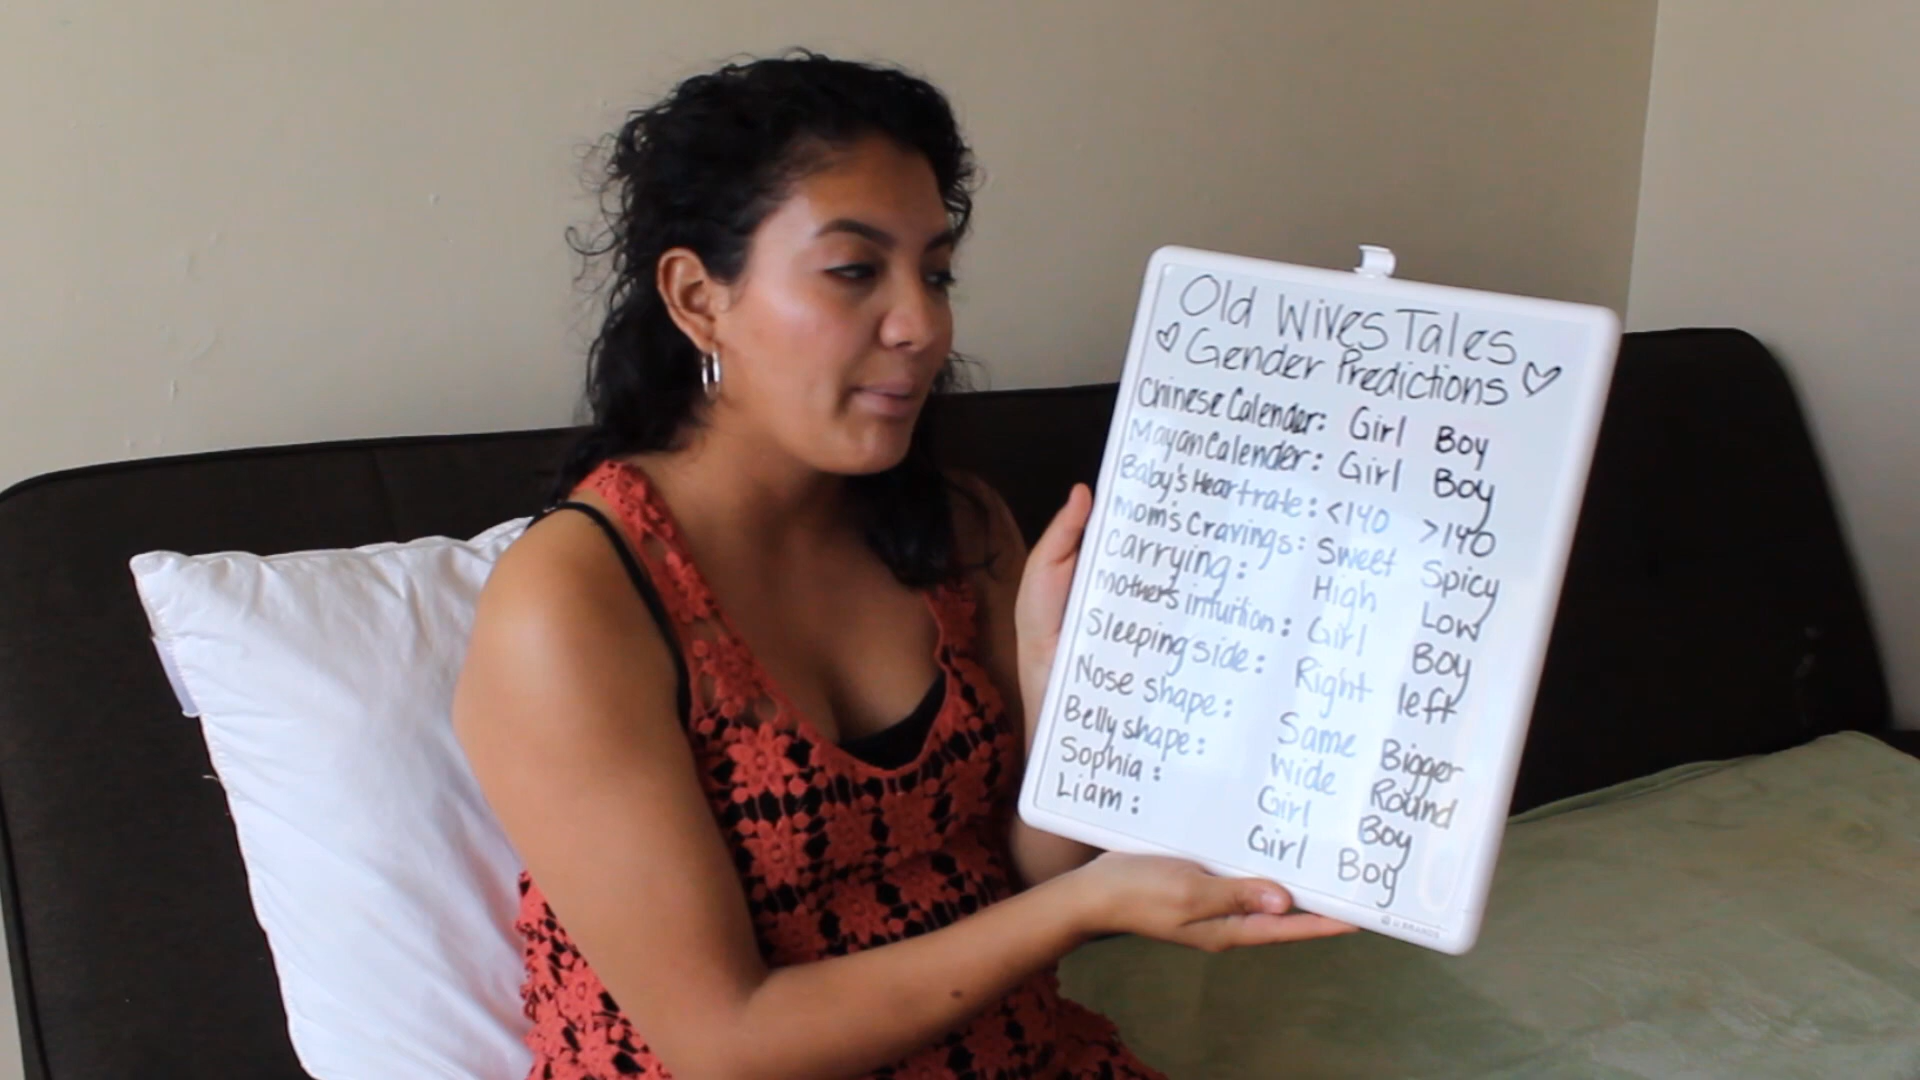 Old Wives Tales
♡ Gender Predictions ♡
Chinese Calender: Girl Boy
Mayan Calender: Girl Boy
Baby's Heartrate: <140 >140
Mom's Cravings: Sweet Spicy
Carrying: High Low
Mothers intuition: Girl Boy
Sleeping side: Right left
Nose shape: Same Bigger
Belly shape: Wide Round
Sophia: Girl Boy
Liam: Girl Boy
U BRANDS